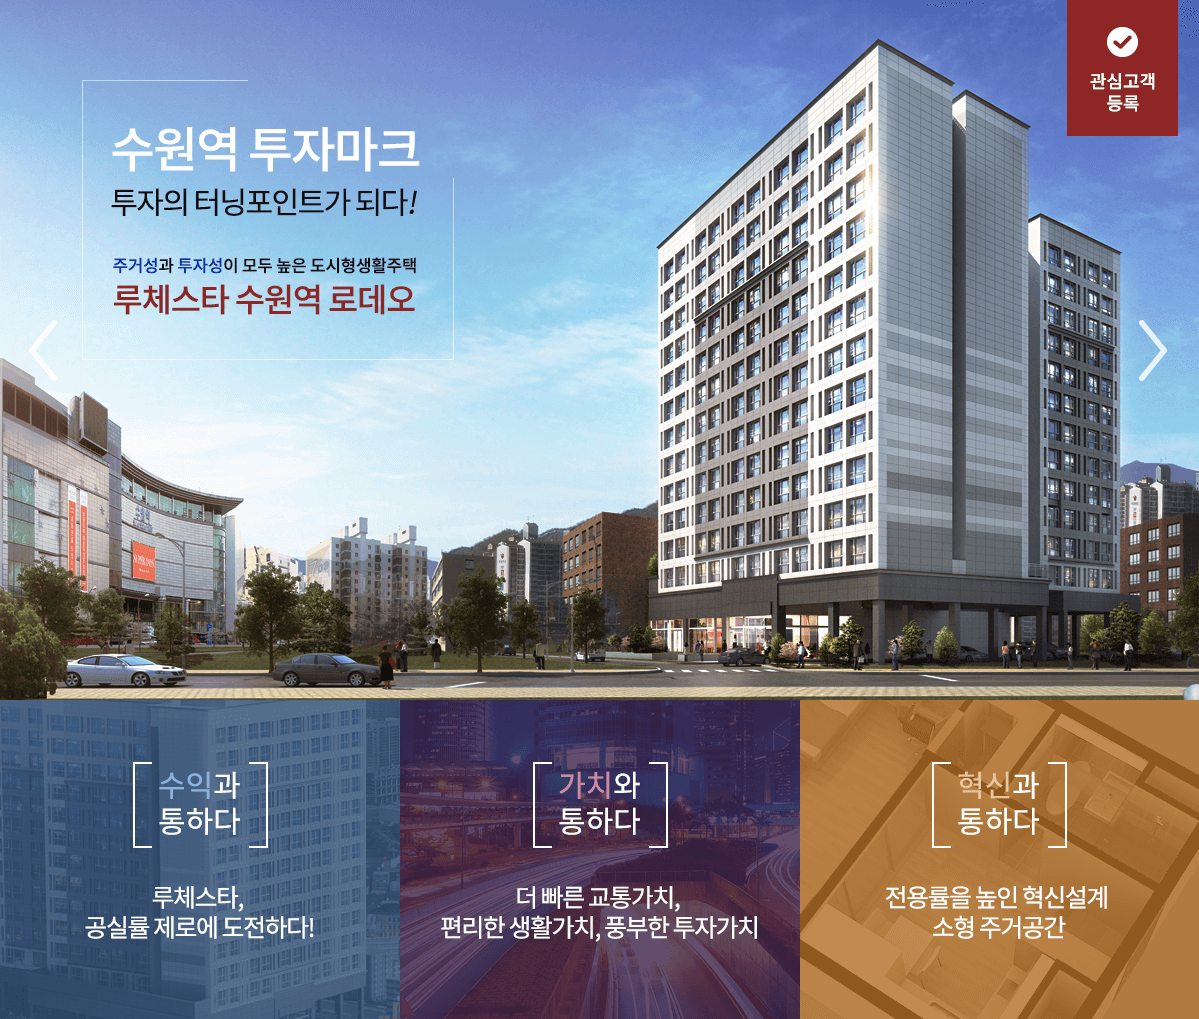 관심고객
등록
수원역 투자마크
투자의 터닝포인트가 되다!
주거성과 투자성이 모두 높은 도시형생활주택
루체스타 수원역 로데오
수원역
수익과
통하다
루체스타,
공실률 제로에 도전하다!
가치와
통하다
더 빠른 교통가치,
편리한 생활가치, 풍부한 투자가치
혁신과
통하다
전용률을 높인 혁신설계
소형 주거공간